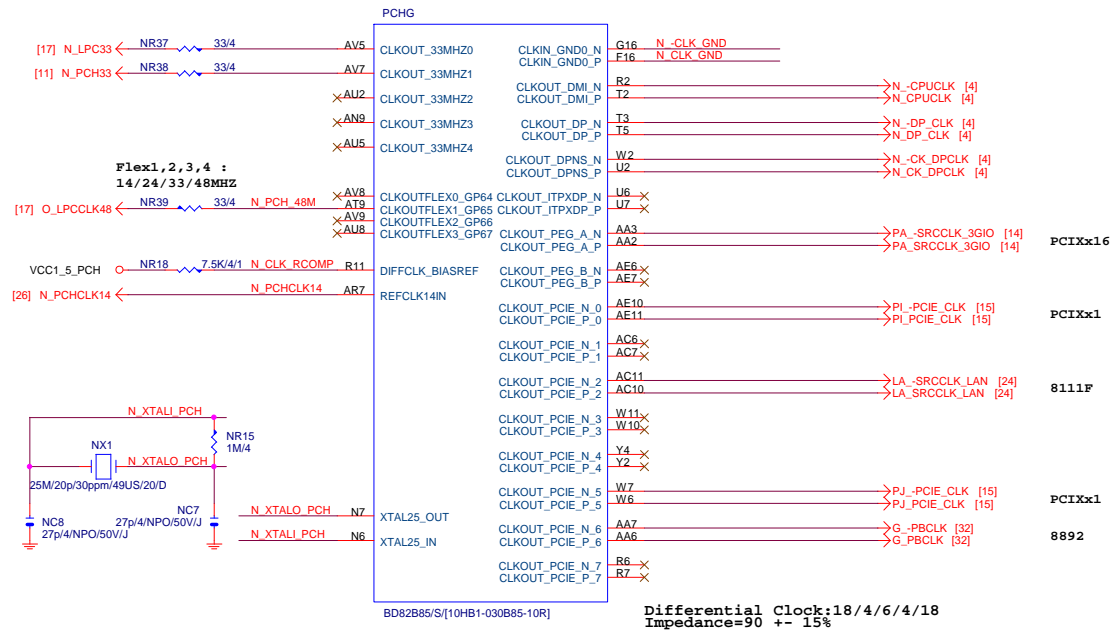 PCHG
[17] N_LPC33 NR37 33/4 AV5 CLKOUT_33MHZ0
[11] N_PCH33 NR38 33/4 AV7 CLKOUT_33MHZ1
AU2 CLKOUT_33MHZ2
AN9 CLKOUT_33MHZ3
AU5 CLKOUT_33MHZ4
Flex1,2,3,4 :
14/24/33/48MHZ
AV8 CLKOUTFLEX0_GP64
[17] O_LPCCLK48 NR39 33/4 N_PCH_48M AT9 CLKOUTFLEX1_GP65
AV9 CLKOUTFLEX2_GP66
AU8 CLKOUTFLEX3_GP67
VCC1_5_PCH NR18 7.5K/4/1 N_CLK_RCOMP R11 DIFFCLK_BIASREF
[26] N_PCHCLK14 N_PCHCLK14 AR7 REFCLK14IN
N_XTALI_PCH
NR15
1M/4
NX1
N_XTALO_PCH
25M/20p/30ppm/49US/20/D
NC8
27p/4/NPO/50V/J
NC7
27p/4/NPO/50V/J
N_XTALO_PCH N7 XTAL25_OUT
N_XTALI_PCH N6 XTAL25_IN
CLKIN_GND0_N G16 N_-CLK_GND
CLKIN_GND0_P F16 N_CLK_GND
CLKOUT_DMI_N R2 N_-CPUCLK [4]
CLKOUT_DMI_P T2 N_CPUCLK [4]
CLKOUT_DP_N T3 N_-DP_CLK [4]
CLKOUT_DP_P T5 N_DP_CLK [4]
CLKOUT_DPNS_N W2 N_-CK_DPCLK [4]
CLKOUT_DPNS_P U2 N_CK_DPCLK [4]
CLKOUT_ITPXDP_N U6
CLKOUT_ITPXDP_P U7
CLKOUT_PEG_A_N AA3 PA_-SRCCLK_3GIO [14]
CLKOUT_PEG_A_P AA2 PA_SRCCLK_3GIO [14]
PCIXx16
CLKOUT_PEG_B_N AE6
CLKOUT_PEG_B_P AE7
CLKOUT_PCIE_N_0 AE10 PI_-PCIE_CLK [15]
CLKOUT_PCIE_P_0 AE11 PI_PCIE_CLK [15]
PCIXx1
CLKOUT_PCIE_N_1 AC6
CLKOUT_PCIE_P_1 AC7
CLKOUT_PCIE_N_2 AC11 LA_-SRCCLK_LAN [24]
CLKOUT_PCIE_P_2 AC10 LA_SRCCLK_LAN [24]
8111F
CLKOUT_PCIE_N_3 W11
CLKOUT_PCIE_P_3 W10
CLKOUT_PCIE_N_4 Y4
CLKOUT_PCIE_P_4 Y2
CLKOUT_PCIE_N_5 W7 PJ_-PCIE_CLK [15]
CLKOUT_PCIE_P_5 W6 PJ_PCIE_CLK [15]
PCIXx1
CLKOUT_PCIE_N_6 AA7 G_-PBCLK [32]
CLKOUT_PCIE_P_6 AA6 G_PBCLK [32]
8892
CLKOUT_PCIE_N_7 R6
CLKOUT_PCIE_P_7 R7
BD82B85/S/[10HB1-030B85-10R]
Differential Clock:18/4/6/4/18
Impedance=90 +- 15%